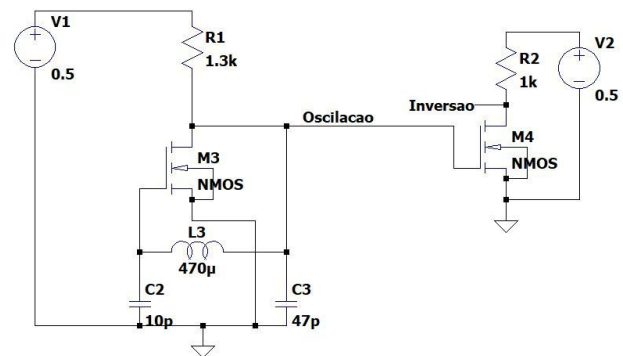 V1
0.5
R1
1.3k
Oscilacao
M3
NMOS
L3
470µ
C2
10p
C3
47p
Inversao
R2
1k
V2
0.5
M4
NMOS